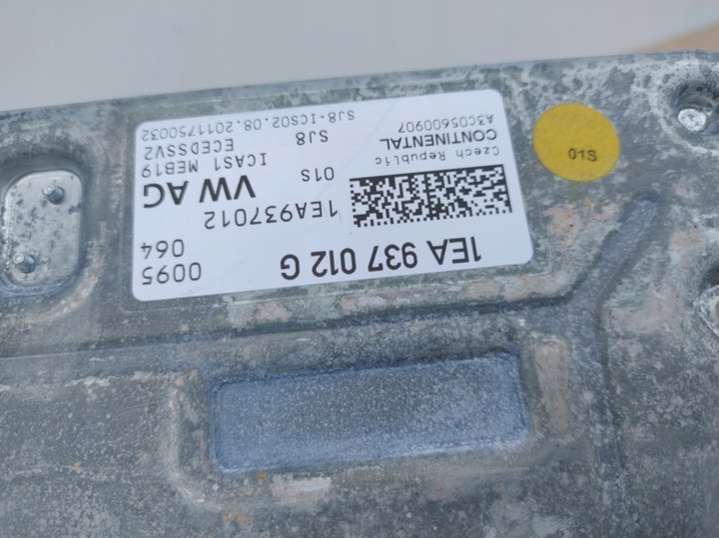 1EA 937 012 G
0095
064
1EA937012
01S
VW AG
Czech Republic
CONTINENTAL
A3C05600907
ICAS1 MEB19
ECED5SV2
SJ8
SJ8-ICS02.08.2011750032
01S